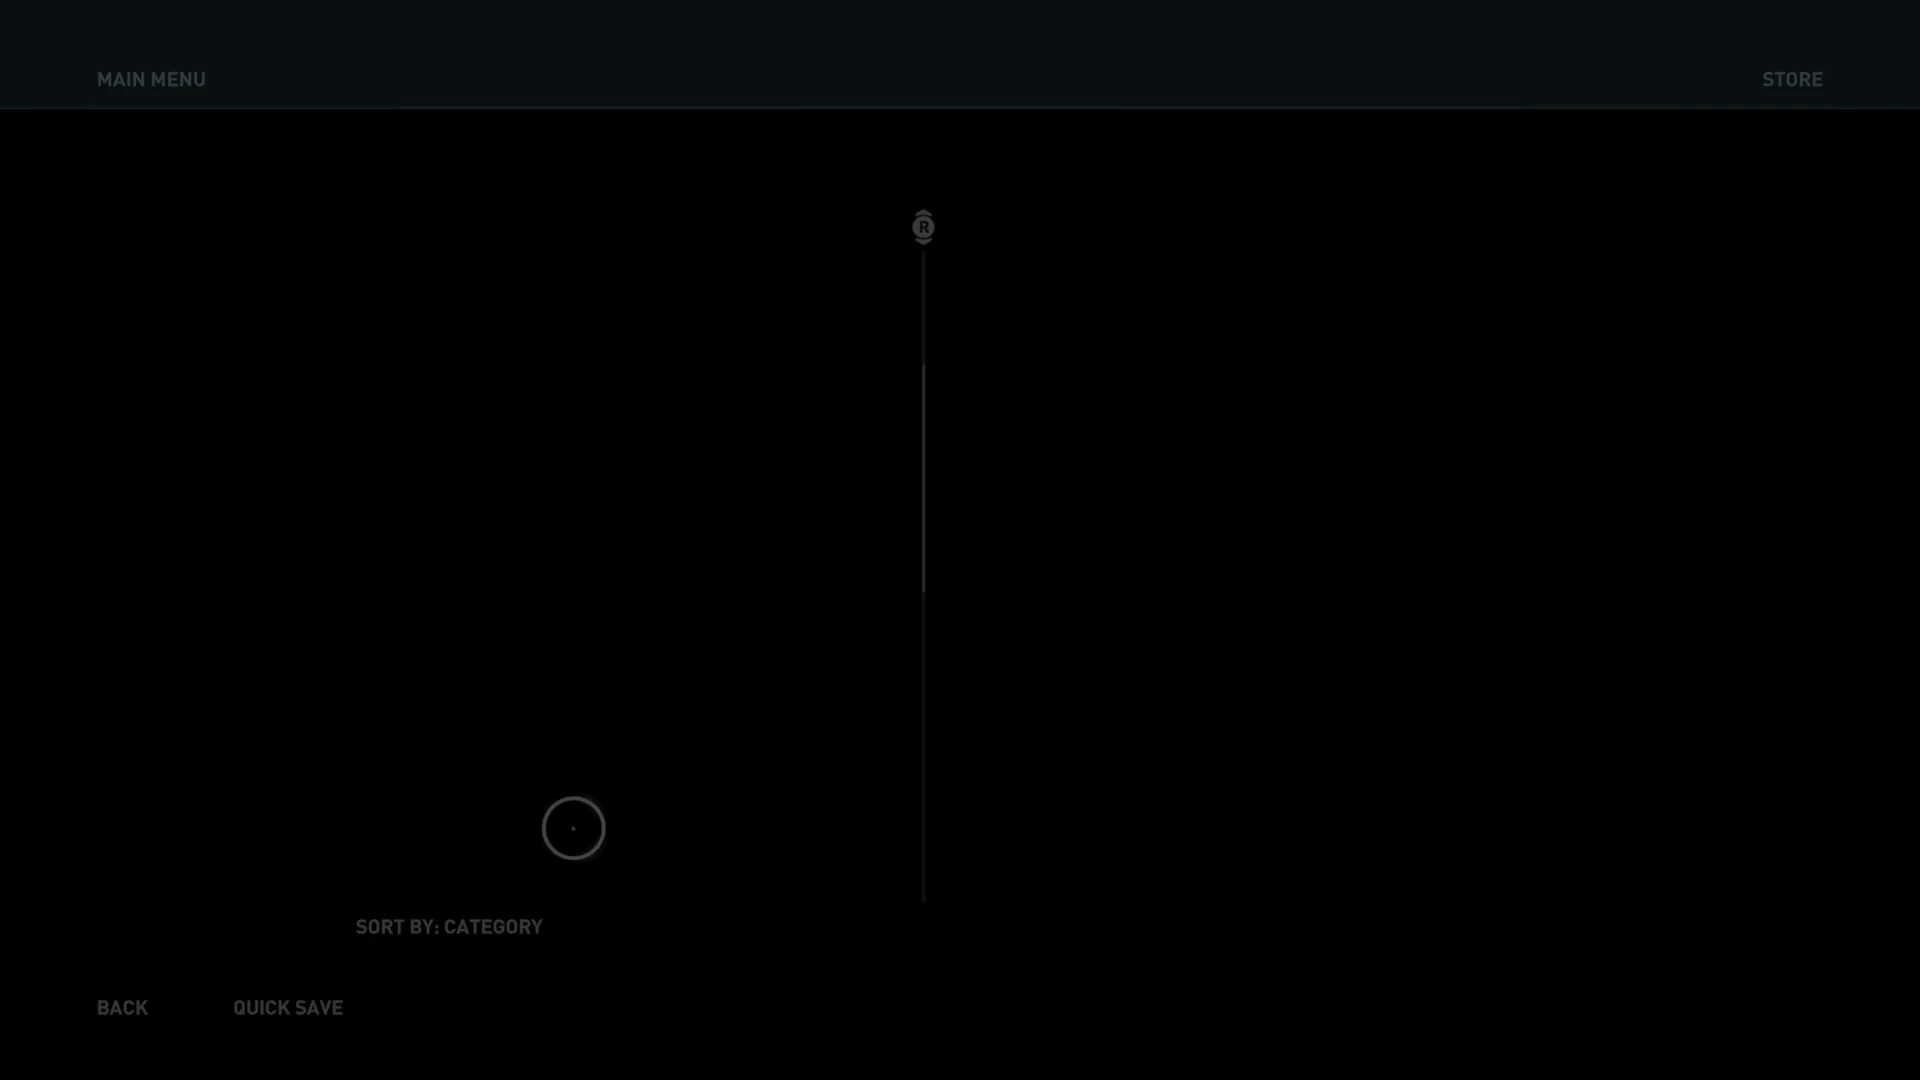 MAIN MENU
STORE
R
SORT BY: CATEGORY
BACK
QUICK SAVE